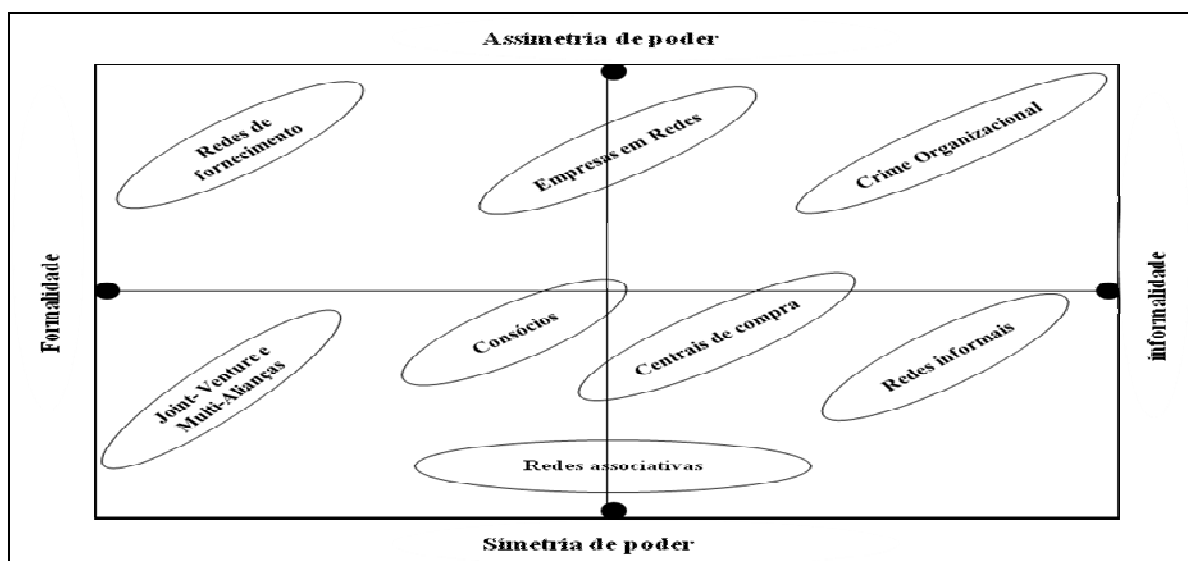 Assimetria de poder
Redes de
fornecimento
Empresas em Redes
Crime Organizacional
Formalidade
informalidade
Consócios
Centrais de compra
Redes informais
Joint- Venture e
Muiti-Alianças
Redes associativas
Simetria de poder